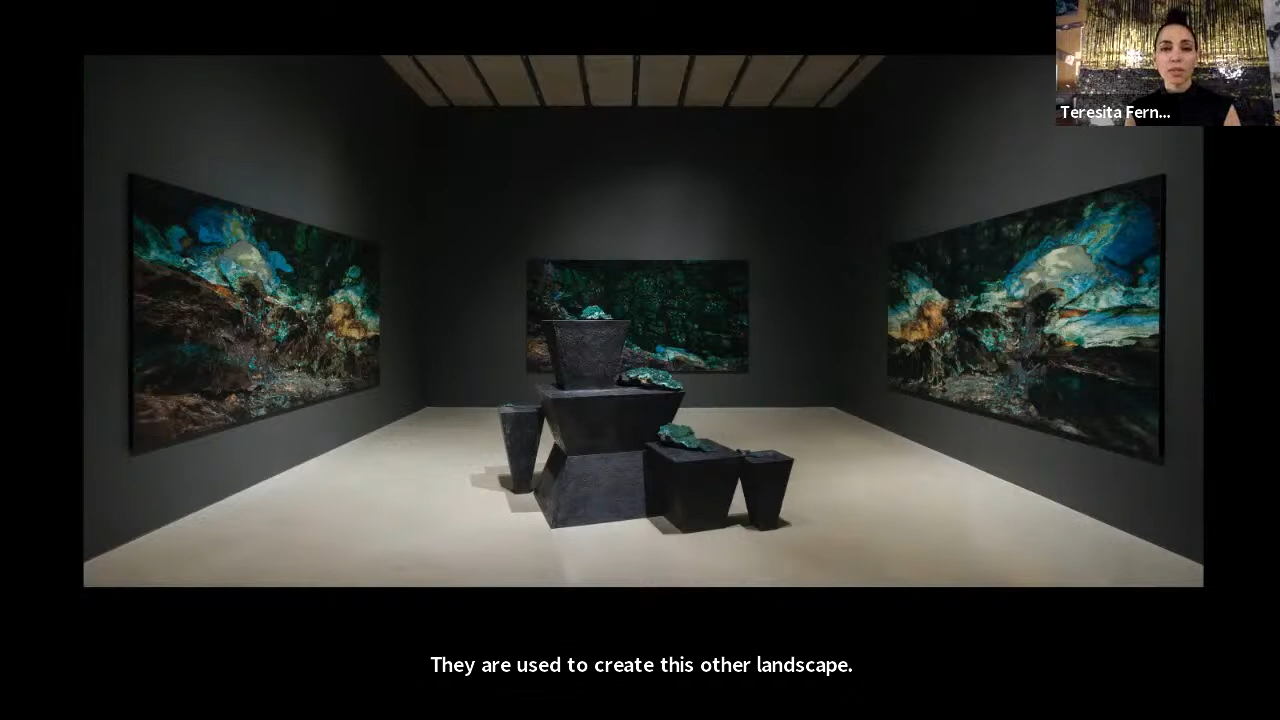 Teresita Fern...
They are used to create this other landscape.